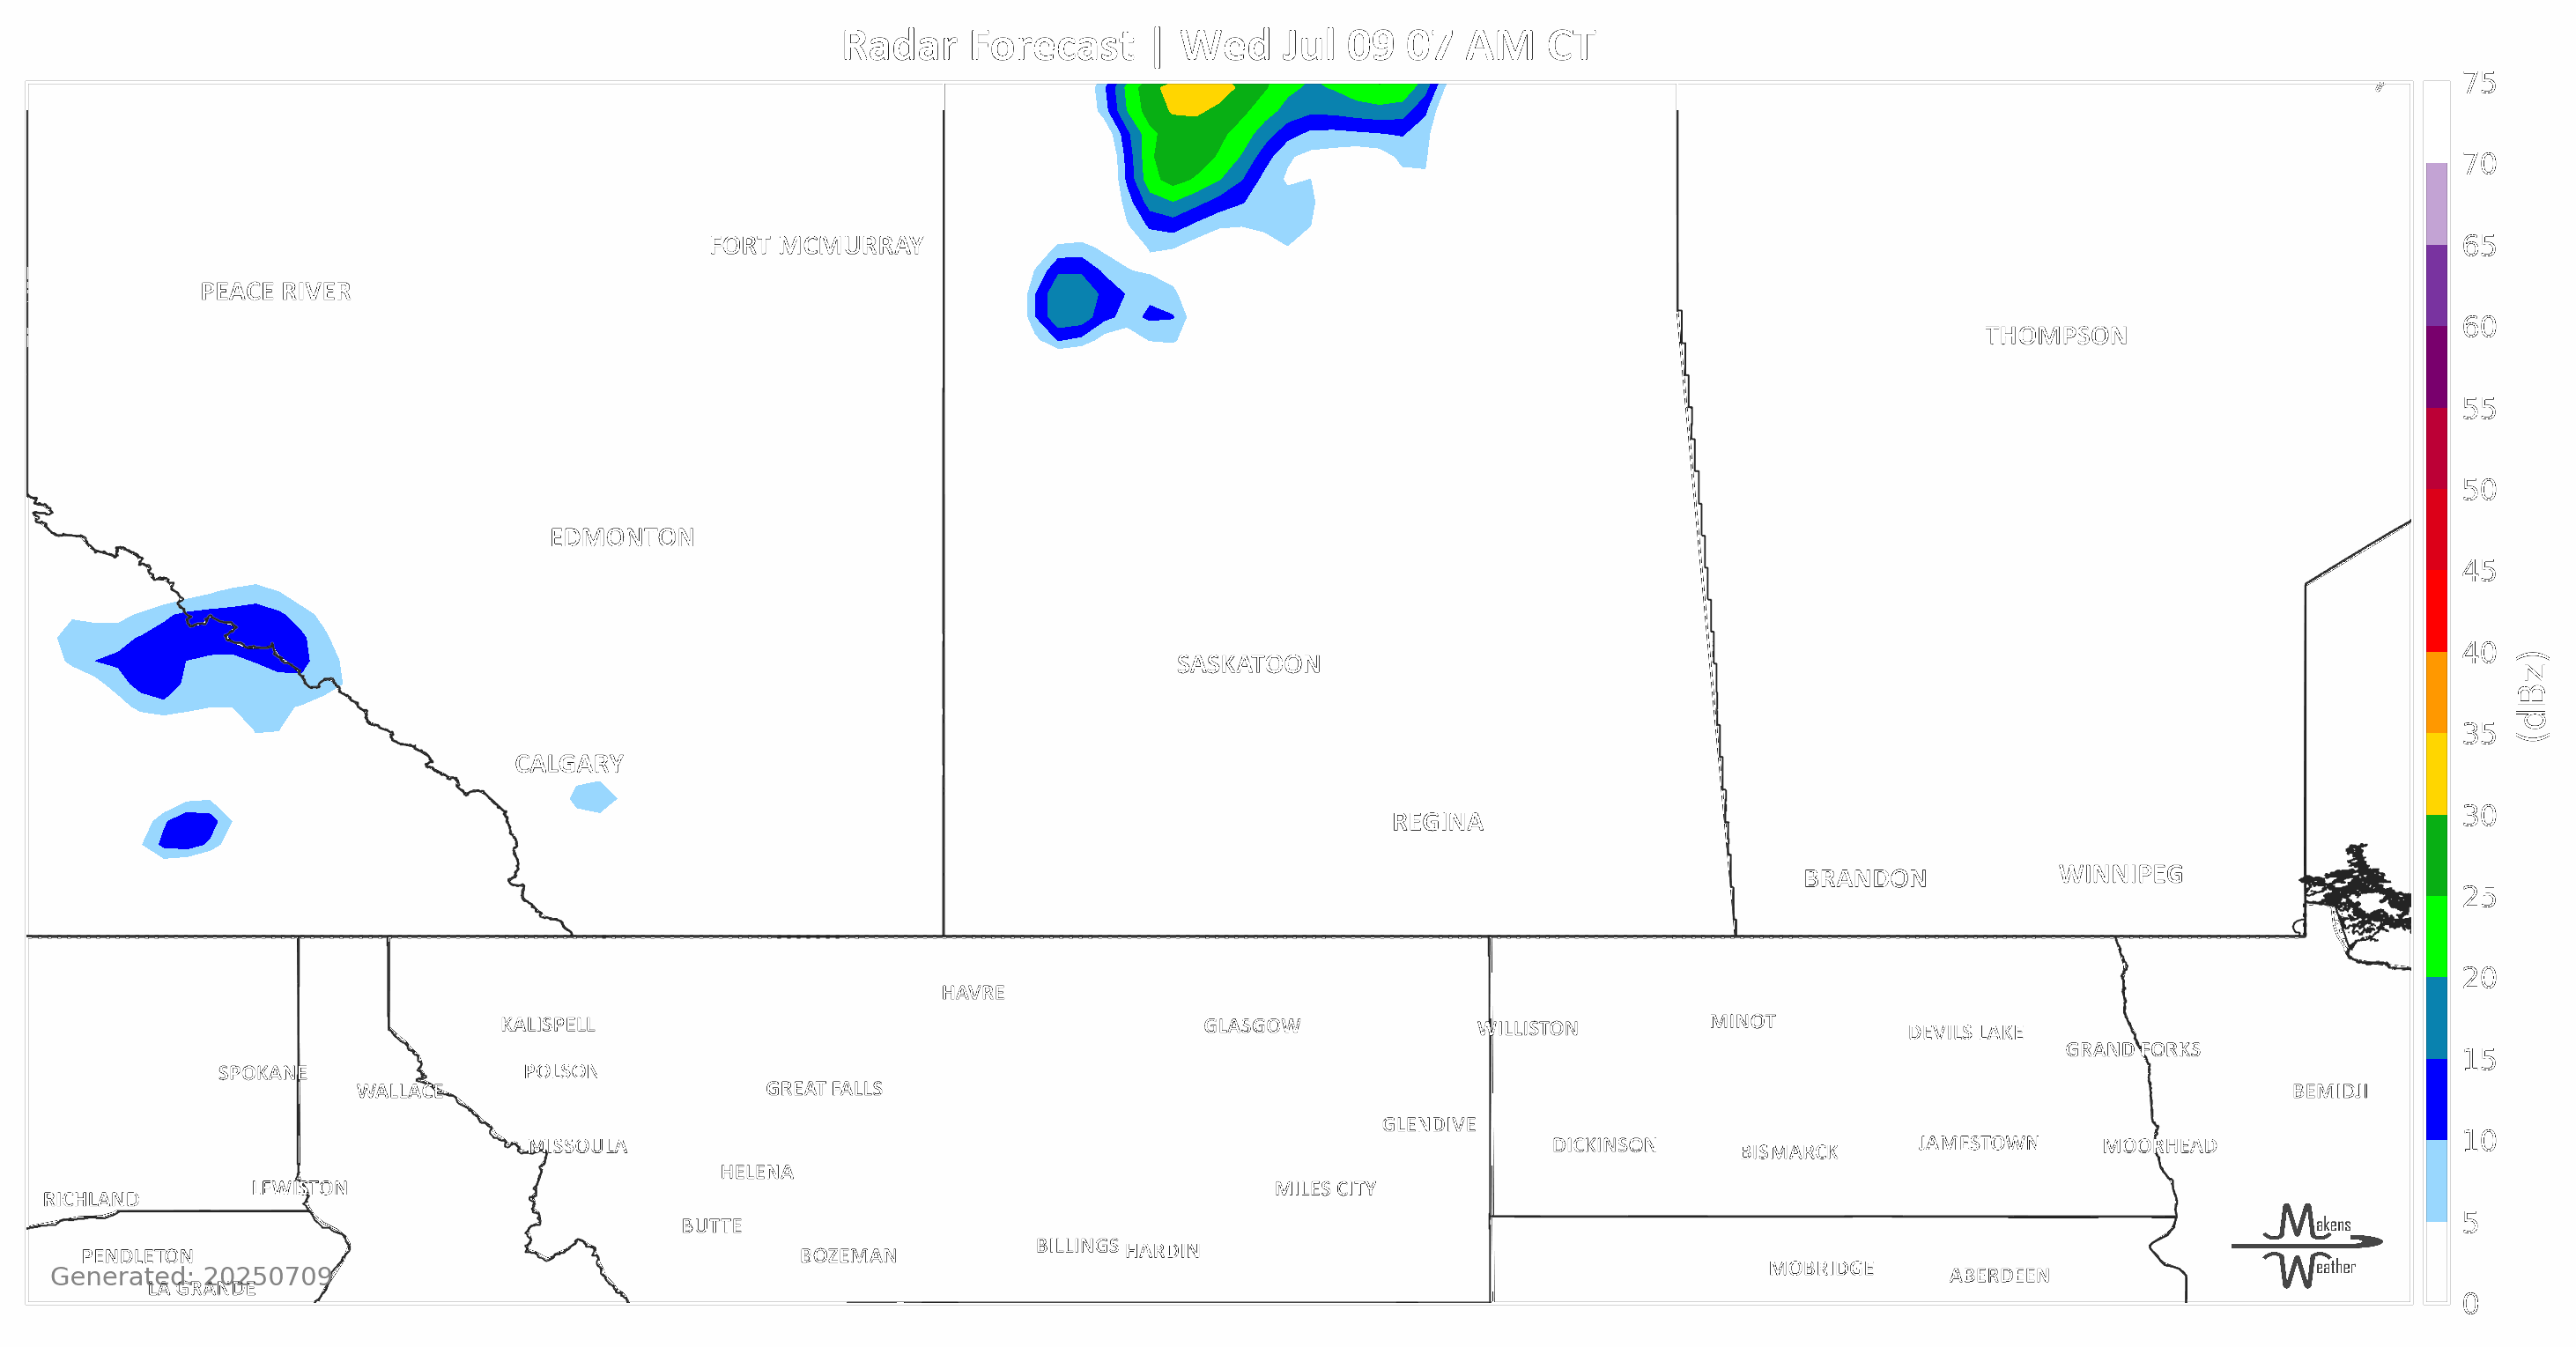 Radar Forecast | Wed Jul 09 07 AM CT
75
70
FORT MCMURRAY
65
PEACE RIVER
60
THOMPSON
55
50
EDMONTON
45
40
SASKATOON
(dBz)
35
CALGARY
30
REGINA
WINNIPEG
BRANDON
25
20
HAVRE
MINOT
KALISPELL
GLASGOW
WILLISTON
DEVILS LAKE
GRAND FORKS
15
POLSON
SPOKANE
GREAT FALLS
WALLACE
BEMIDJI
GLENDIVE
10
DICKINSON
JAMESTOWN
MISSOULA
MOORHEAD
BISMARCK
HELENA
LEWISTON
MILES CITY
RICHLAND
5
BUTTE
Makens
Weather
BILLINGS
HARDIN
PENDLETON
BOZEMAN
MOBRIDGE
ABERDEEN
Generated: 20250709
LA GRANDE
0